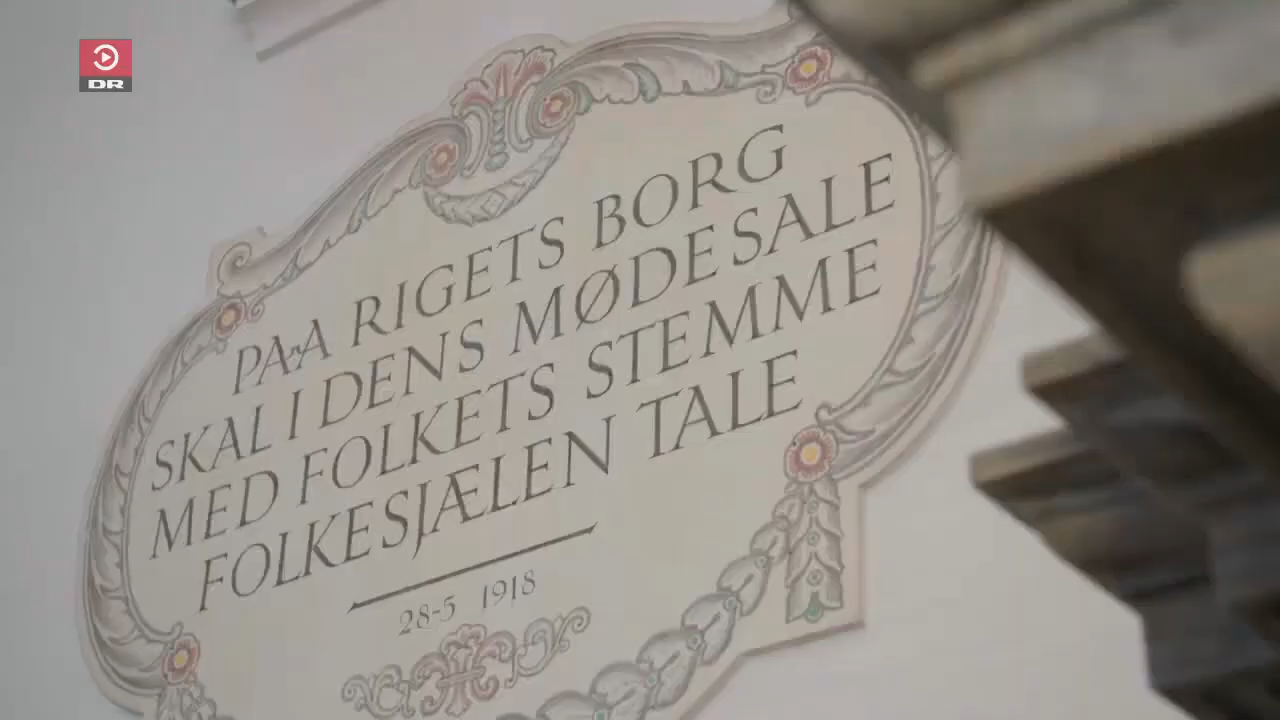 DR
PAA RIGETS BORG
SKAL I DENS MØDESALE
MED FOLKETS STEMME
FOLKESJÆLEN TALE
28-5 1918